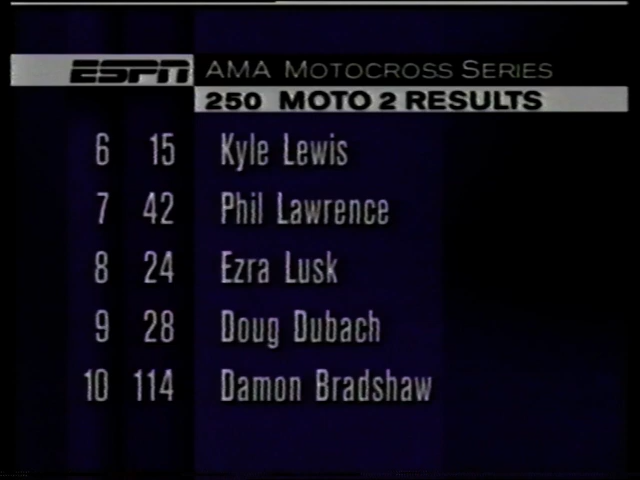 ESPN AMA MOTOCROSS SERIES
250 MOTO 2 RESULTS
6 15 Kyle Lewis
7 42 Phil Lawrence
8 24 Ezra Lusk
9 28 Doug Dubach
10 114 Damon Bradshaw